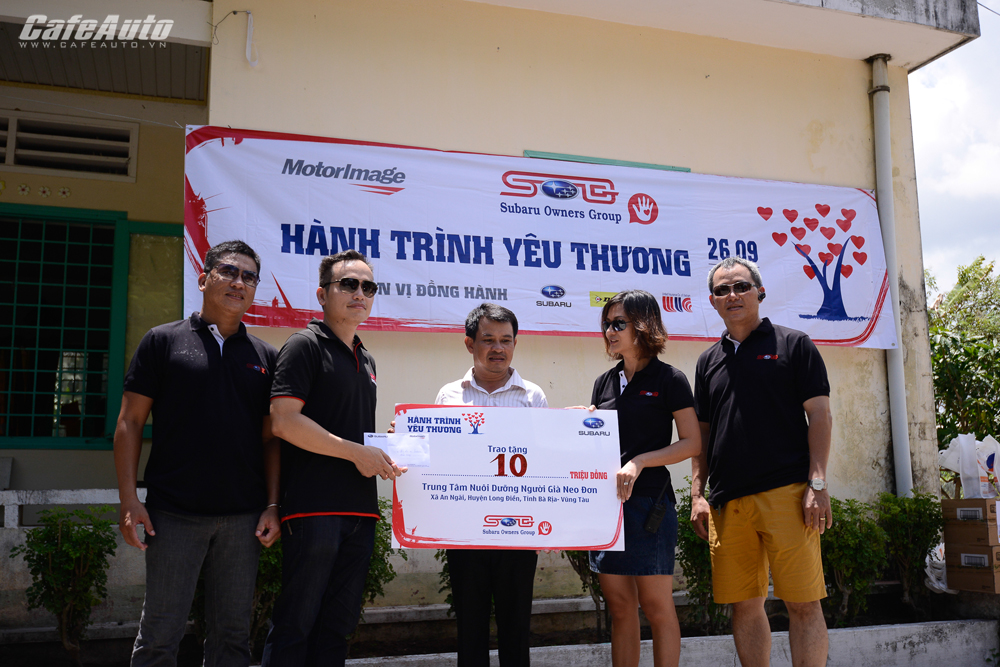 CafeAuto
WWW.CAFEAUTO.VN
MotorImage
SOG
Subaru Owners Group
HÀNH TRÌNH YÊU THƯƠNG
26.09
VỊ ĐỒNG HÀNH
SUBARU
HÀNH TRÌNH
YÊU THƯƠNG
SUBARU
Trao tặng
10
TRIỆU ĐỒNG
Trung Tâm Nuôi Dưỡng Người Già Neo Đơn
Xã An Ngãi, Huyện Long Điền, Tỉnh Bà Rịa- Vũng Tàu
SOG
Subaru Owners Group